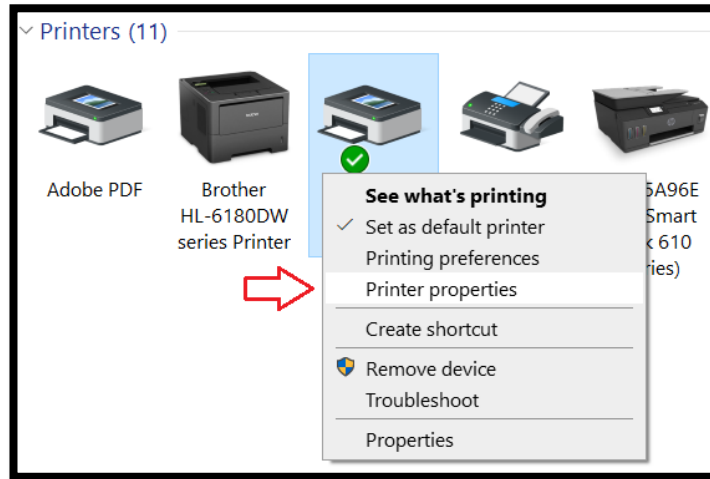 Printers (11)
Adobe PDF
Brother
HL-6180DW
series Printer
5A96E
Smart
610
ries)
See what's printing
Set as default printer
Printing preferences
Printer properties
Create shortcut
Remove device
Troubleshoot
Properties